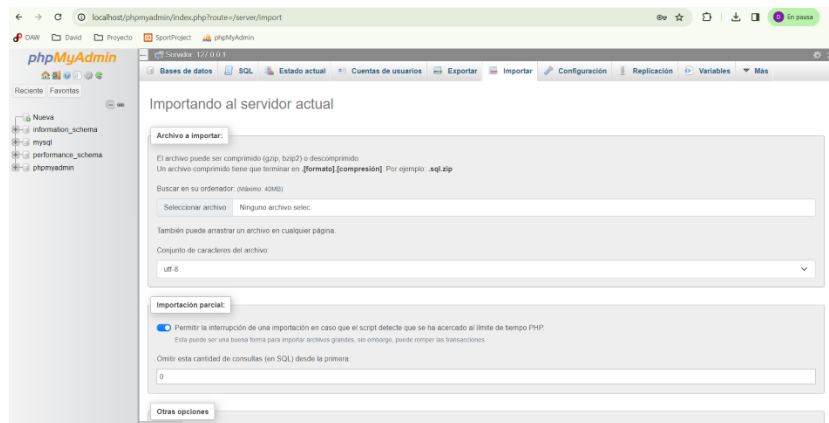 localhost/phpmyadmin/index.php?route=/server/import
D En pausa
DAW David Proyecto SportProject phpMyAdmin
phpMyAdmin
Servidor: 127.0.0.1
Bases de datos SQL Estado actual Cuentas de usuarios Exportar Importar Configuración Replicación Variables Más
Reciente Favoritas
Nueva
information_schema
mysql
performance_schema
phpmyadmin
Importando al servidor actual
Archivo a importar:
El archivo puede ser comprimido (gzip, bzip2) o descomprimido.
Un archivo comprimido tiene que terminar en .[formato].[compresión]. Por ejemplo: .sql.zip
Buscar en su ordenador: (Máximo: 40MB)
Seleccionar archivo Ninguno archivo selec.
También puede arrastrar un archivo en cualquier página.
Conjunto de caracteres del archivo:
utf-8
Importación parcial:
Permitir la interrupción de una importación en caso que el script detecte que se ha acercado al límite de tiempo PHP.
Esta puede ser una buena forma para importar archivos grandes, sin embargo, puede romper las transacciones.
Omitir esta cantidad de consultas (en SQL) desde la primera:
0
Otras opciones